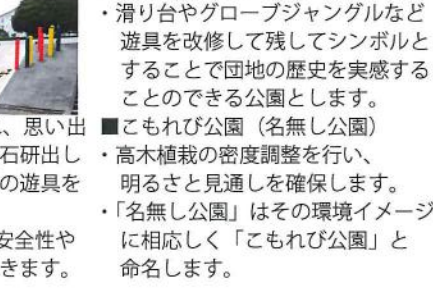 ・滑り台やグローブジャングルなど
遊具を改修して残してシンボルと
することで団地の歴史を実感する
ことのできる公園とします。
■こもれび公園（名無し公園）
・高木植栽の密度調整を行い、
明るさと見通しを確保します。
・「名無し公園」はその環境イメージ
に相応しく「こもれび公園」と
命名します。
、思い出
石研出し
の遊具を
安全性や
きます。